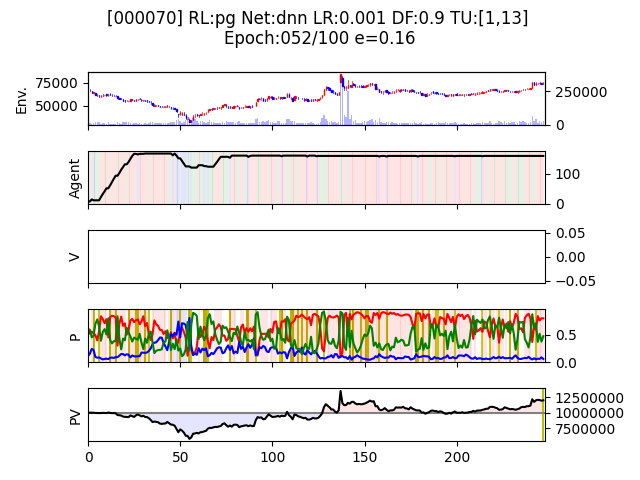 [000070] RL:pg Net:dnn LR:0.001 DF:0.9 TU:[1,13]
Epoch:052/100 e=0.16
Env.
75000
50000
250000
0
Agent
100
0
V
0.05
0.00
−0.05
P
0.5
0.0
PV
12500000
10000000
7500000
0
50
100
150
200